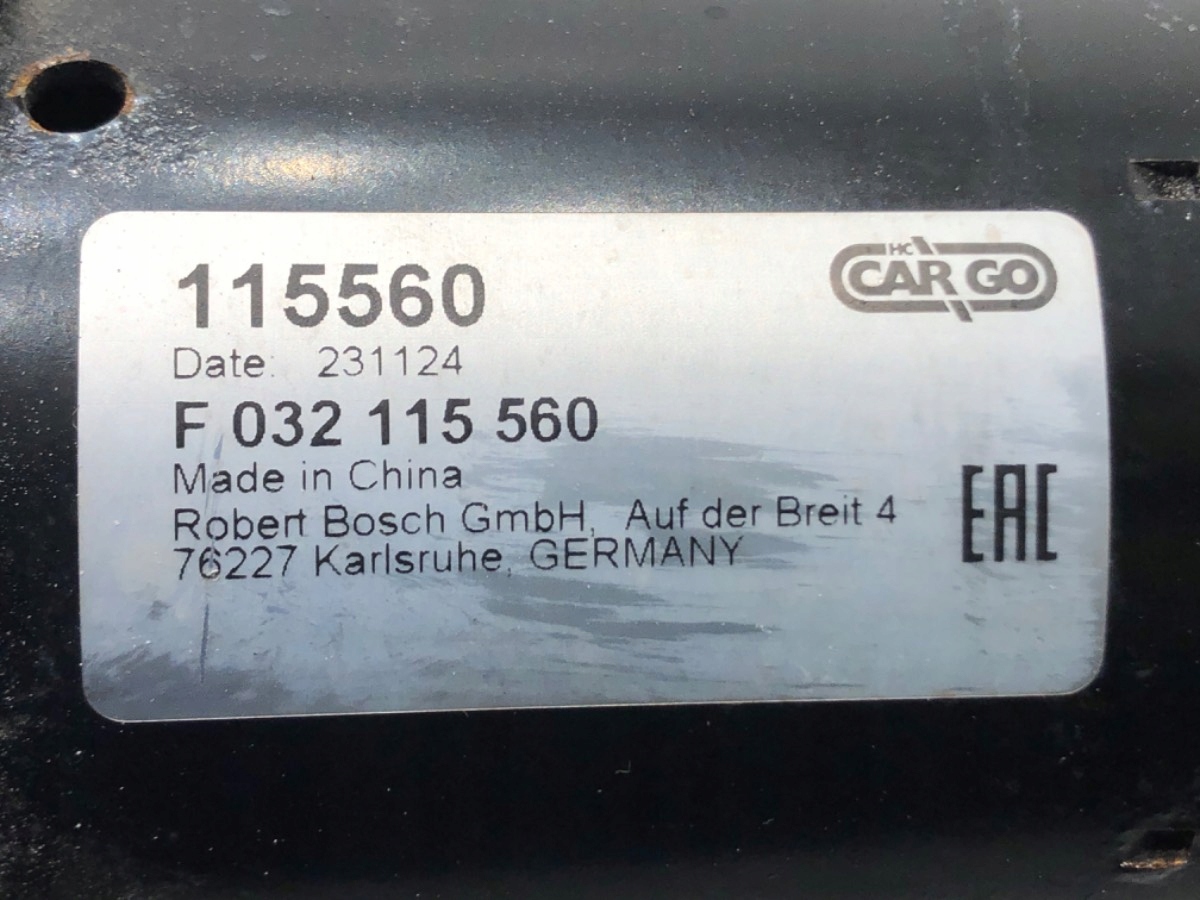 115560
HC
CARGO
Date: 231124
F 032 115 560
Made in China
Robert Bosch GmbH, Auf der Breit 4
76227 Karlsruhe, GERMANY
EAC